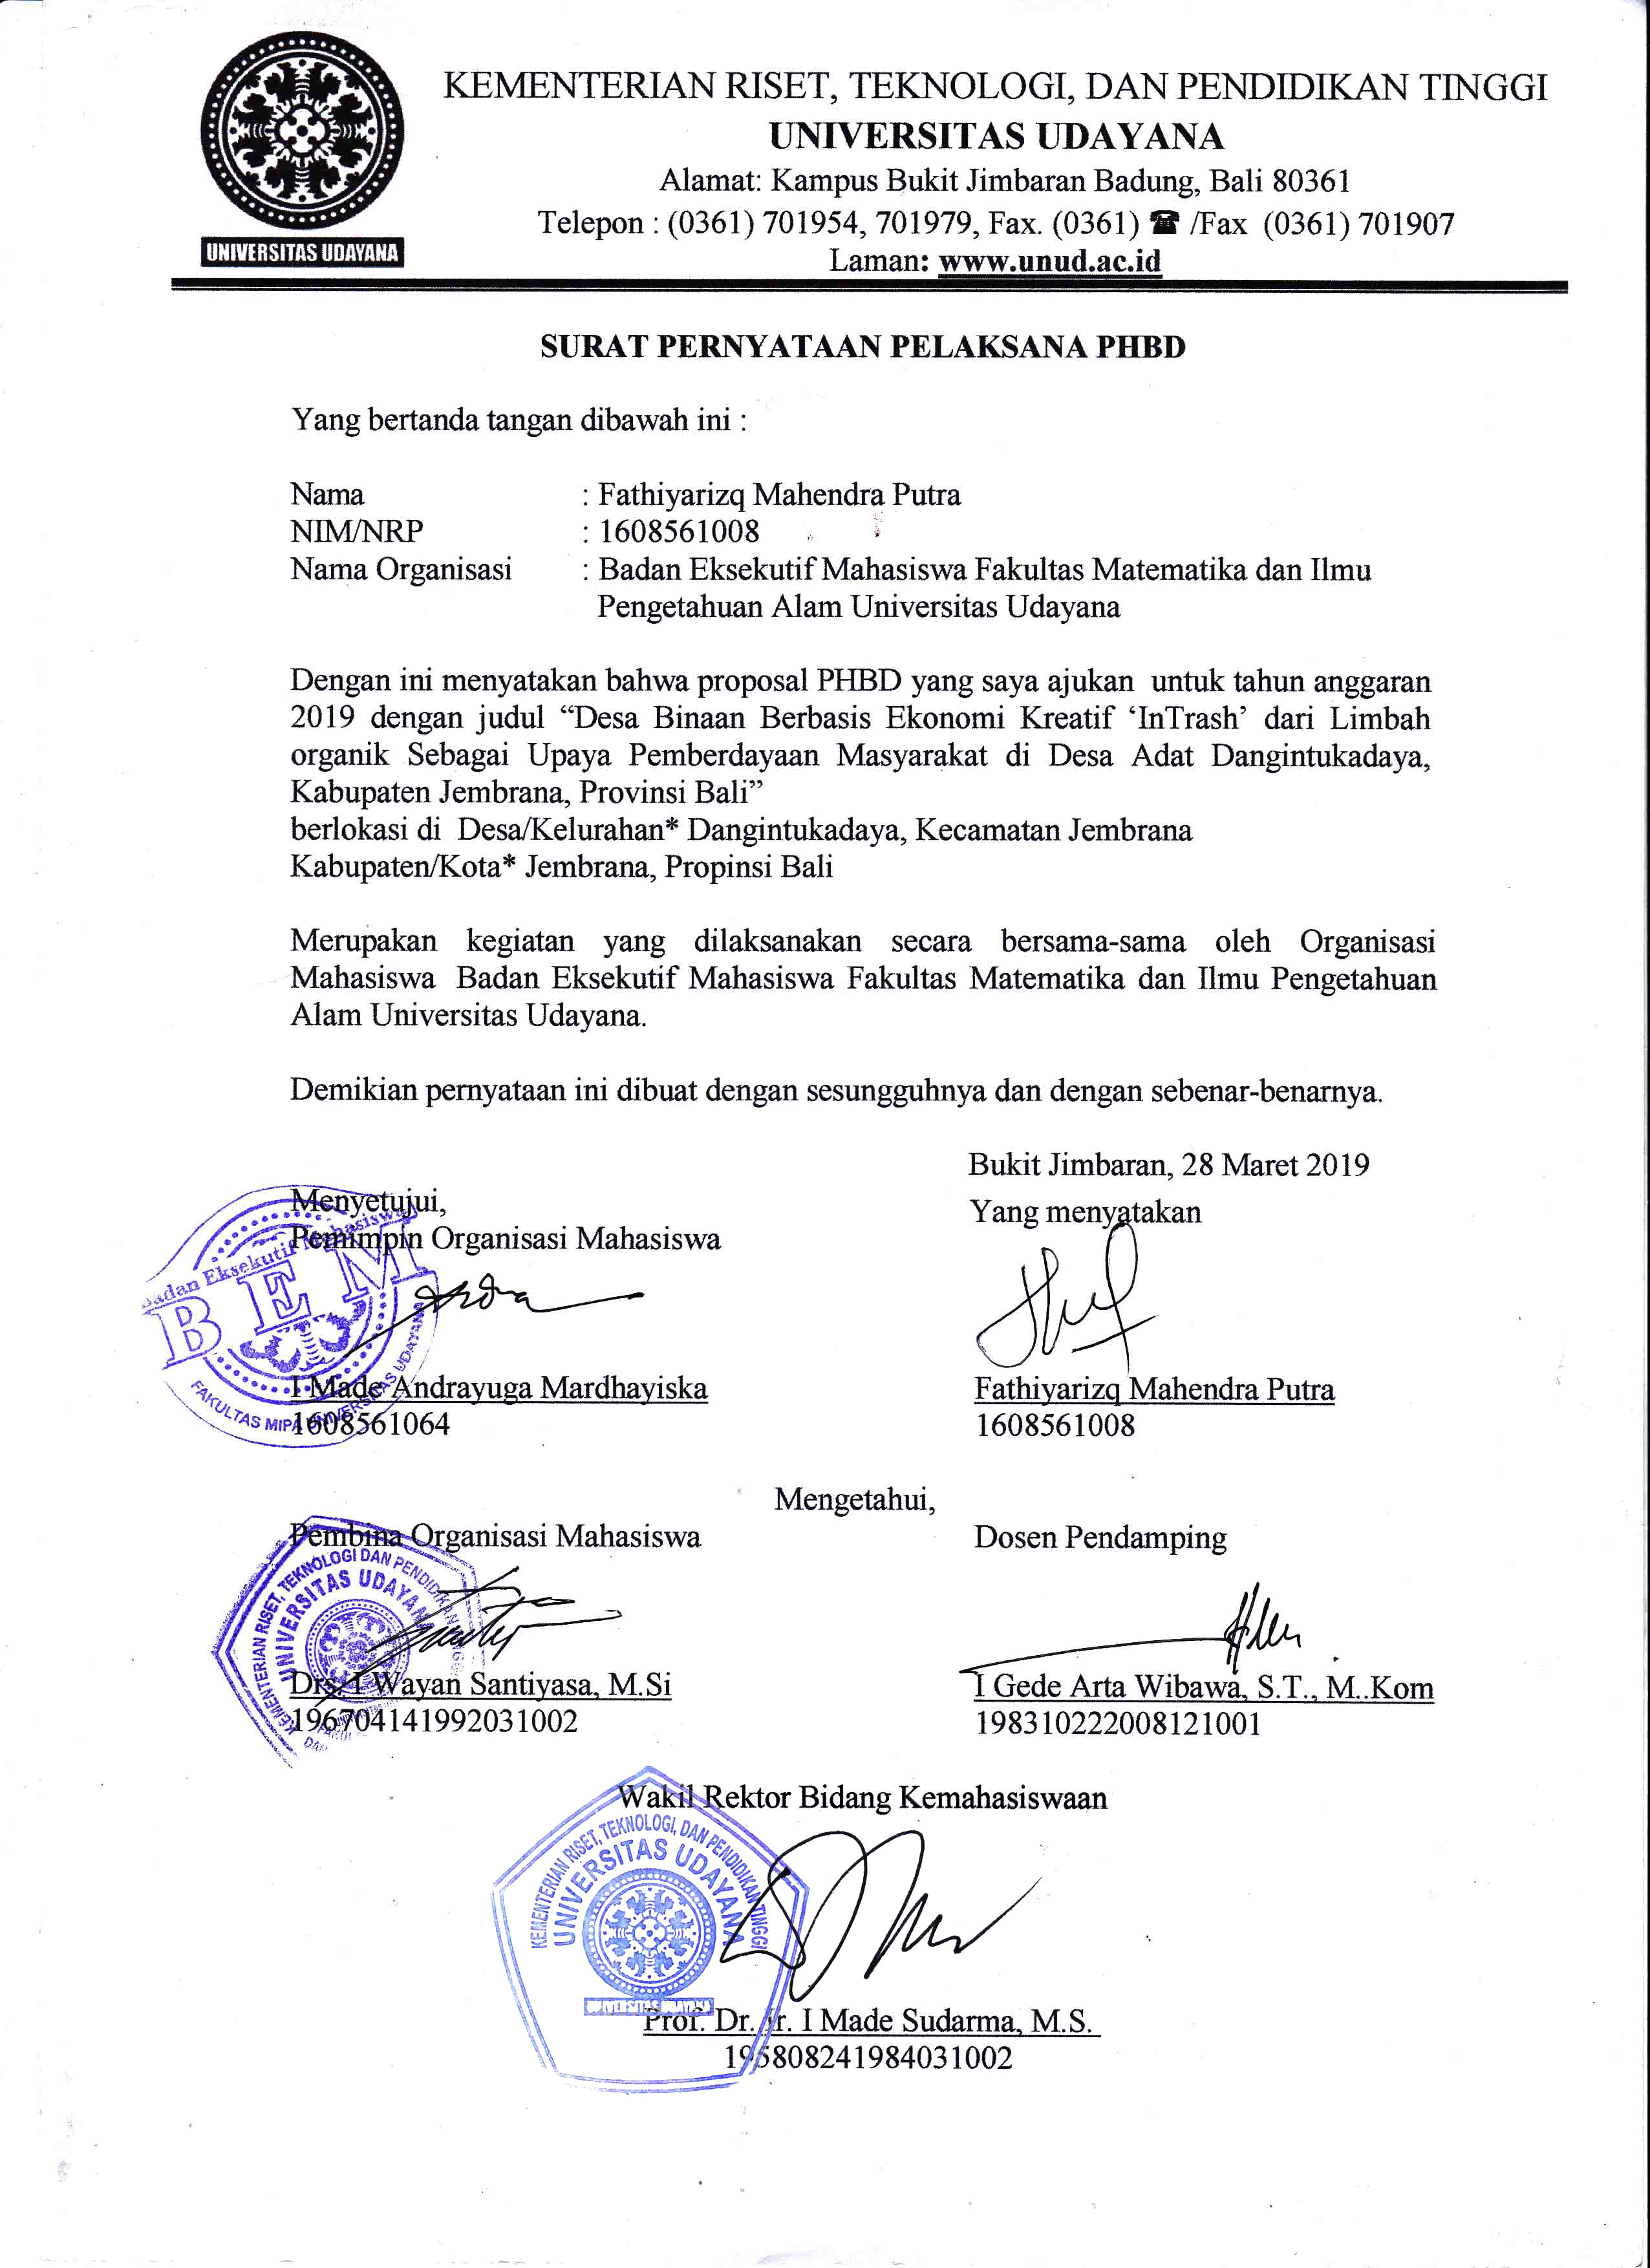 KEMENTERIAN RISET, TEKNOLOGI, DAN PENDIDIKAN TINGGI
UNIVERSITAS UDAYANA
Alamat: Kampus Bukit Jimbaran Badung, Bali 80361
Telepon : (0361) 701954, 701979, Fax. (0361) ☎ /Fax (0361) 701907
Laman: www.unud.ac.id
UNIVERSITAS UDAYANA
SURAT PERNYATAAN PELAKSANA PHBD
Yang bertanda tangan dibawah ini :
Nama : Fathiyarizq Mahendra Putra
NIM/NRP : 1608561008
Nama Organisasi : Badan Eksekutif Mahasiswa Fakultas Matematika dan Ilmu
Pengetahuan Alam Universitas Udayana
Dengan ini menyatakan bahwa proposal PHBD yang saya ajukan untuk tahun anggaran
2019 dengan judul “Desa Binaan Berbasis Ekonomi Kreatif ‘InTrash’ dari Limbah
organik Sebagai Upaya Pemberdayaan Masyarakat di Desa Adat Dangintukadaya,
Kabupaten Jembrana, Provinsi Bali”
berlokasi di Desa/Kelurahan* Dangintukadaya, Kecamatan Jembrana
Kabupaten/Kota* Jembrana, Propinsi Bali
Merupakan kegiatan yang dilaksanakan secara bersama-sama oleh Organisasi
Mahasiswa Badan Eksekutif Mahasiswa Fakultas Matematika dan Ilmu Pengetahuan
Alam Universitas Udayana.
Demikian pernyataan ini dibuat dengan sesungguhnya dan dengan sebenar-benarnya.
Bukit Jimbaran, 28 Maret 2019
Menyetujui,
Pemimpin Organisasi Mahasiswa
Yang menyatakan
Badan Eksekutif Mahasiswa
BEM
FAKULTAS MIPA UNIVERSITAS UDAYANA
I Made Andrayuga Mardhayiska
1608561064
Fathiyarizq Mahendra Putra
1608561008
Mengetahui,
Pembina Organisasi Mahasiswa
Dosen Pendamping
KEMENTERIAN RISET, TEKNOLOGI DAN PENDIDIKAN TINGGI
UNIVERSITAS UDAYANA
Drs. I Wayan Santiyasa, M.Si
196704141992031002
I Gede Arta Wibawa, S.T., M..Kom
198310222008121001
Wakil Rektor Bidang Kemahasiswaan
KEMENTERIAN RISET, TEKNOLOGI, DAN PENDIDIKAN TINGGI
UNIVERSITAS UDAYANA
UNIVERSITAS UDAYANA
Prof. Dr. Ir. I Made Sudarma, M.S.
195808241984031002